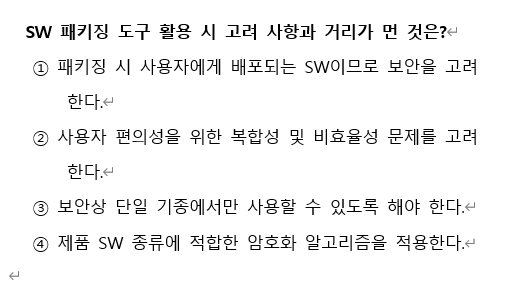 SW 패키징 도구 활용 시 고려 사항과 거리가 먼 것은?
① 패키징 시 사용자에게 배포되는 SW이므로 보안을 고려
한다.
② 사용자 편의성을 위한 복합성 및 비효율성 문제를 고려
한다.
③ 보안상 단일 기종에서만 사용할 수 있도록 해야 한다.
④ 제품 SW 종류에 적합한 암호화 알고리즘을 적용한다.